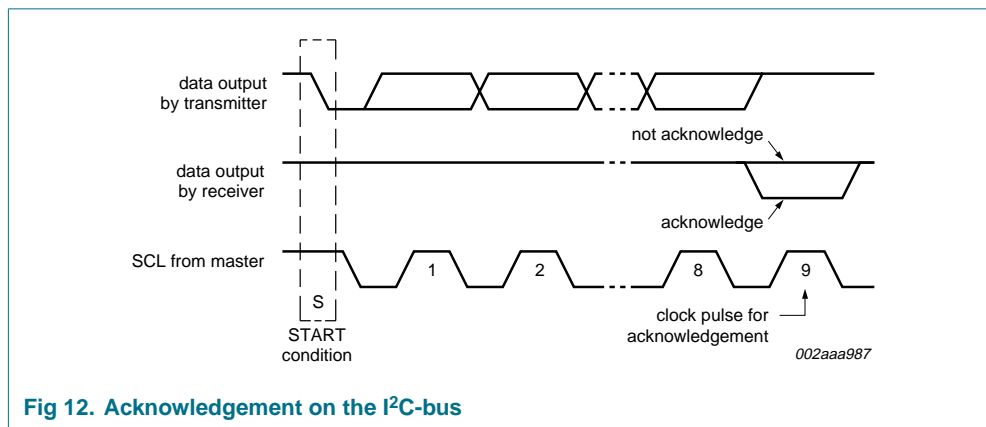 data output
by transmitter
not acknowledge
data output
by receiver
acknowledge
SCL from master
1
2
8
9
S
START
condition
clock pulse for
acknowledgement
002aaa987
Fig 12. Acknowledgement on the I²C-bus